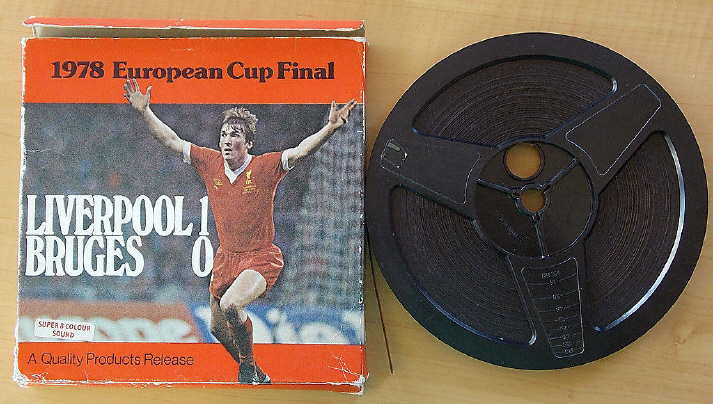 1978 European Cup Final
LIVERPOOL 1
BRUGES 0
SUPER 8 COLOUR
SOUND
A Quality Products Release